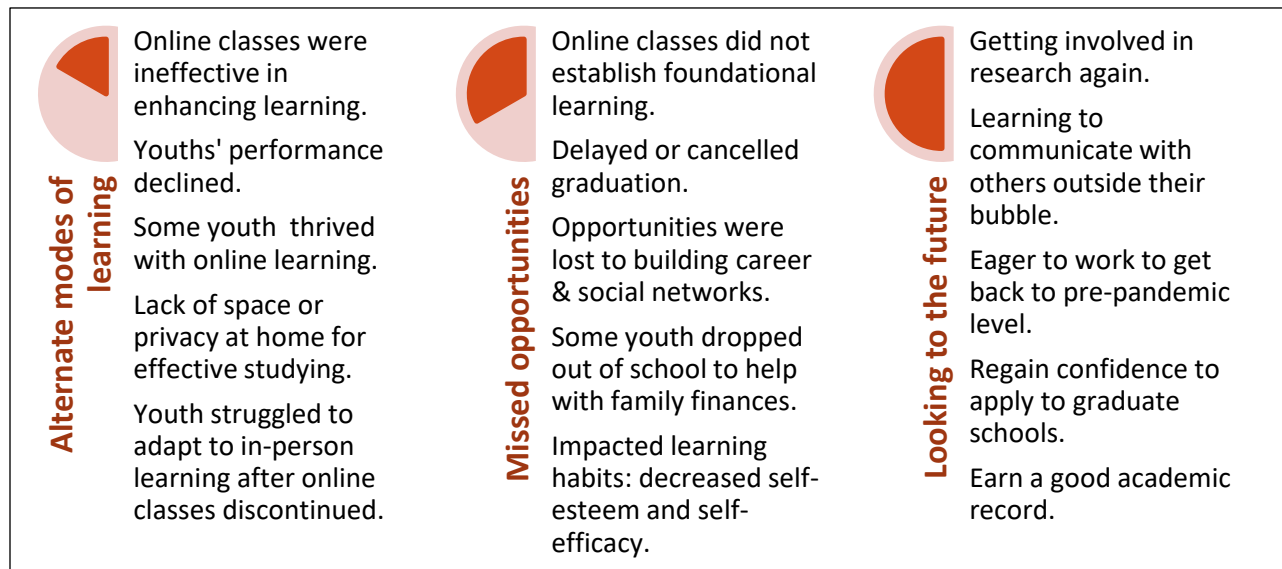 Alternate modes of
learning
Online classes were
ineffective in
enhancing learning.
Youths' performance
declined.
Some youth  thrived
with online learning.
Lack of space or
privacy at home for
effective studying.
Youth struggled to
adapt to in-person
learning after online
classes discontinued.
Missed opportunities
Online classes did not
establish foundational
learning.
Delayed or cancelled
graduation.
Opportunities were
lost to building career
& social networks.
Some youth dropped
out of school to help
with family finances.
Impacted learning
habits: decreased self-
esteem and self-
efficacy.
Looking to the future
Getting involved in
research again.
Learning to
communicate with
others outside their
bubble.
Eager to work to get
back to pre-pandemic
level.
Regain confidence to
apply to graduate
schools.
Earn a good academic
record.